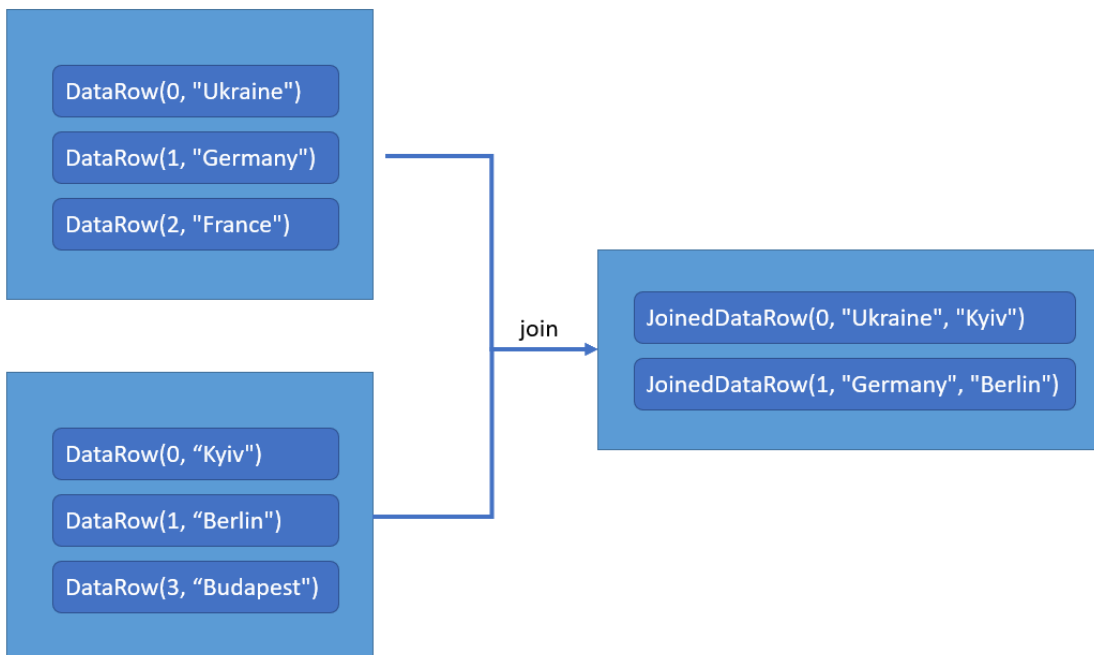 DataRow(0, "Ukraine")
DataRow(1, "Germany")
DataRow(2, "France")
join
JoinedDataRow(0, "Ukraine", "Kyiv")
JoinedDataRow(1, "Germany", "Berlin")
DataRow(0, “Kyiv")
DataRow(1, “Berlin")
DataRow(3, “Budapest")